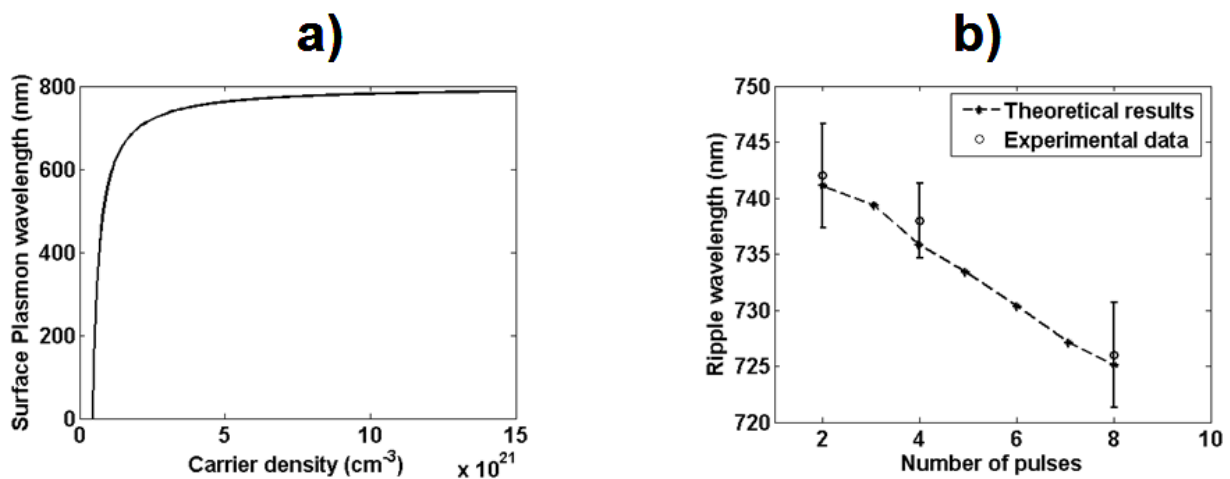 a)
Surface Plasmon wavelength (nm)
800
600
400
200
0
0 5 10 15
Carrier density (cm-3)
x 10^21
b)
Ripple wavelength (nm)
750
745
740
735
730
725
720
Theoretical results
Experimental data
2 4 6 8 10
Number of pulses